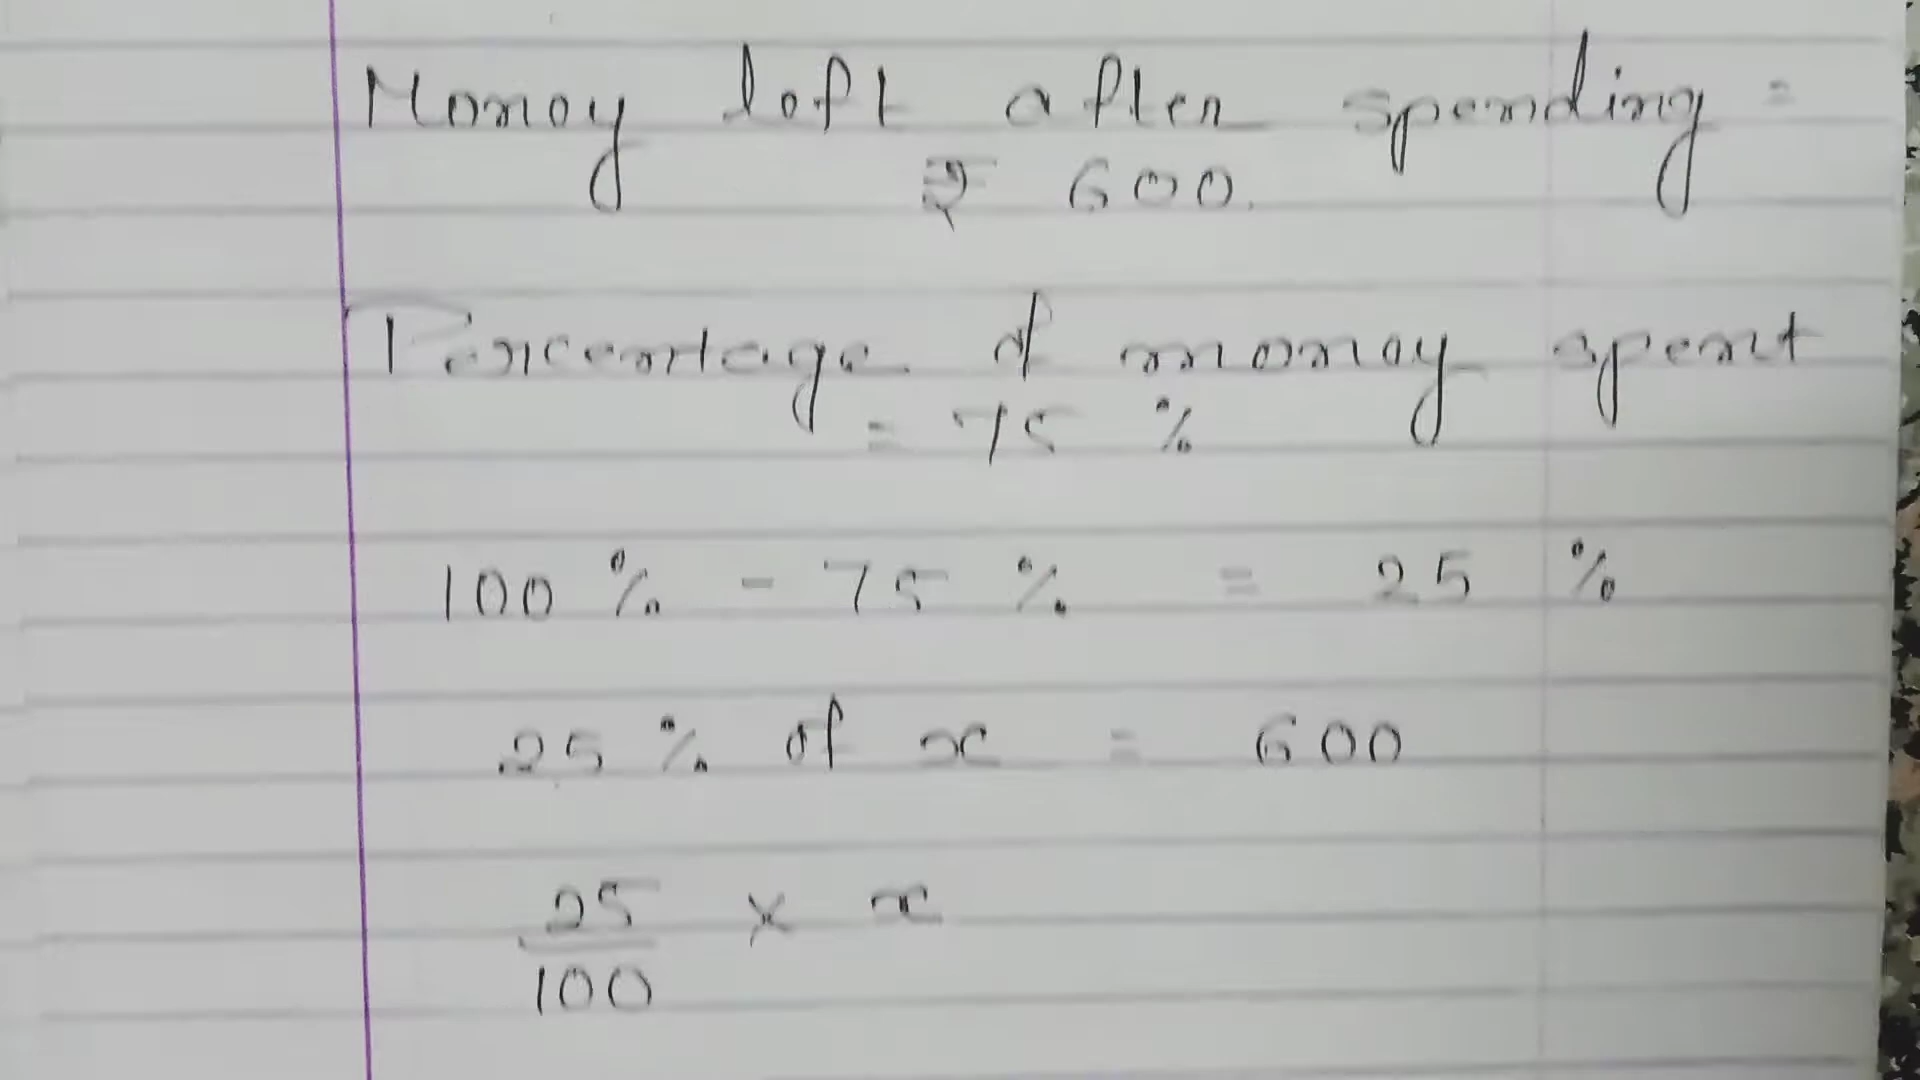 Money left after spending =
₹ 600.
Percentage of money spent
= 75 %
100 % - 75 % = 25 %
25 % of x = 600
25/100 × x